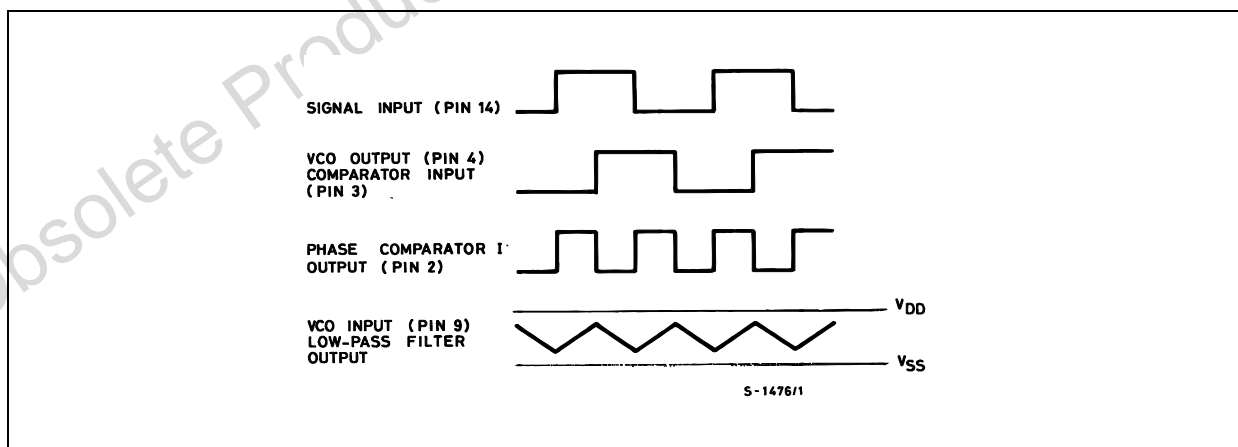 Obsolete Produc
SIGNAL INPUT (PIN 14)
VCO OUTPUT (PIN 4)
COMPARATOR INPUT
(PIN 3)
PHASE COMPARATOR I
OUTPUT (PIN 2)
VDD
VCO INPUT (PIN 9)
LOW-PASS FILTER
OUTPUT
VSS
S-1476/1